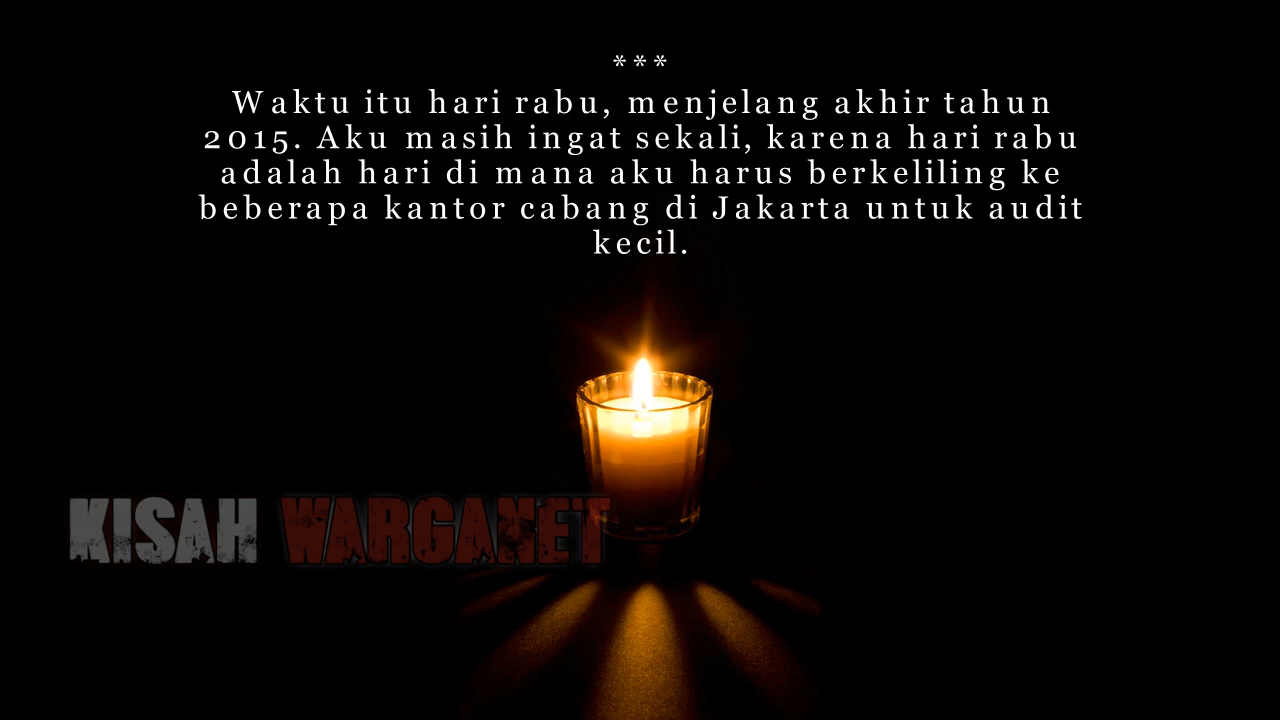 ***
Waktu itu hari rabu, menjelang akhir tahun
2015. Aku masih ingat sekali, karena hari rabu
adalah hari di mana aku harus berkeliling ke
beberapa kantor cabang di Jakarta untuk audit
kecil.
KISAH WARGANET